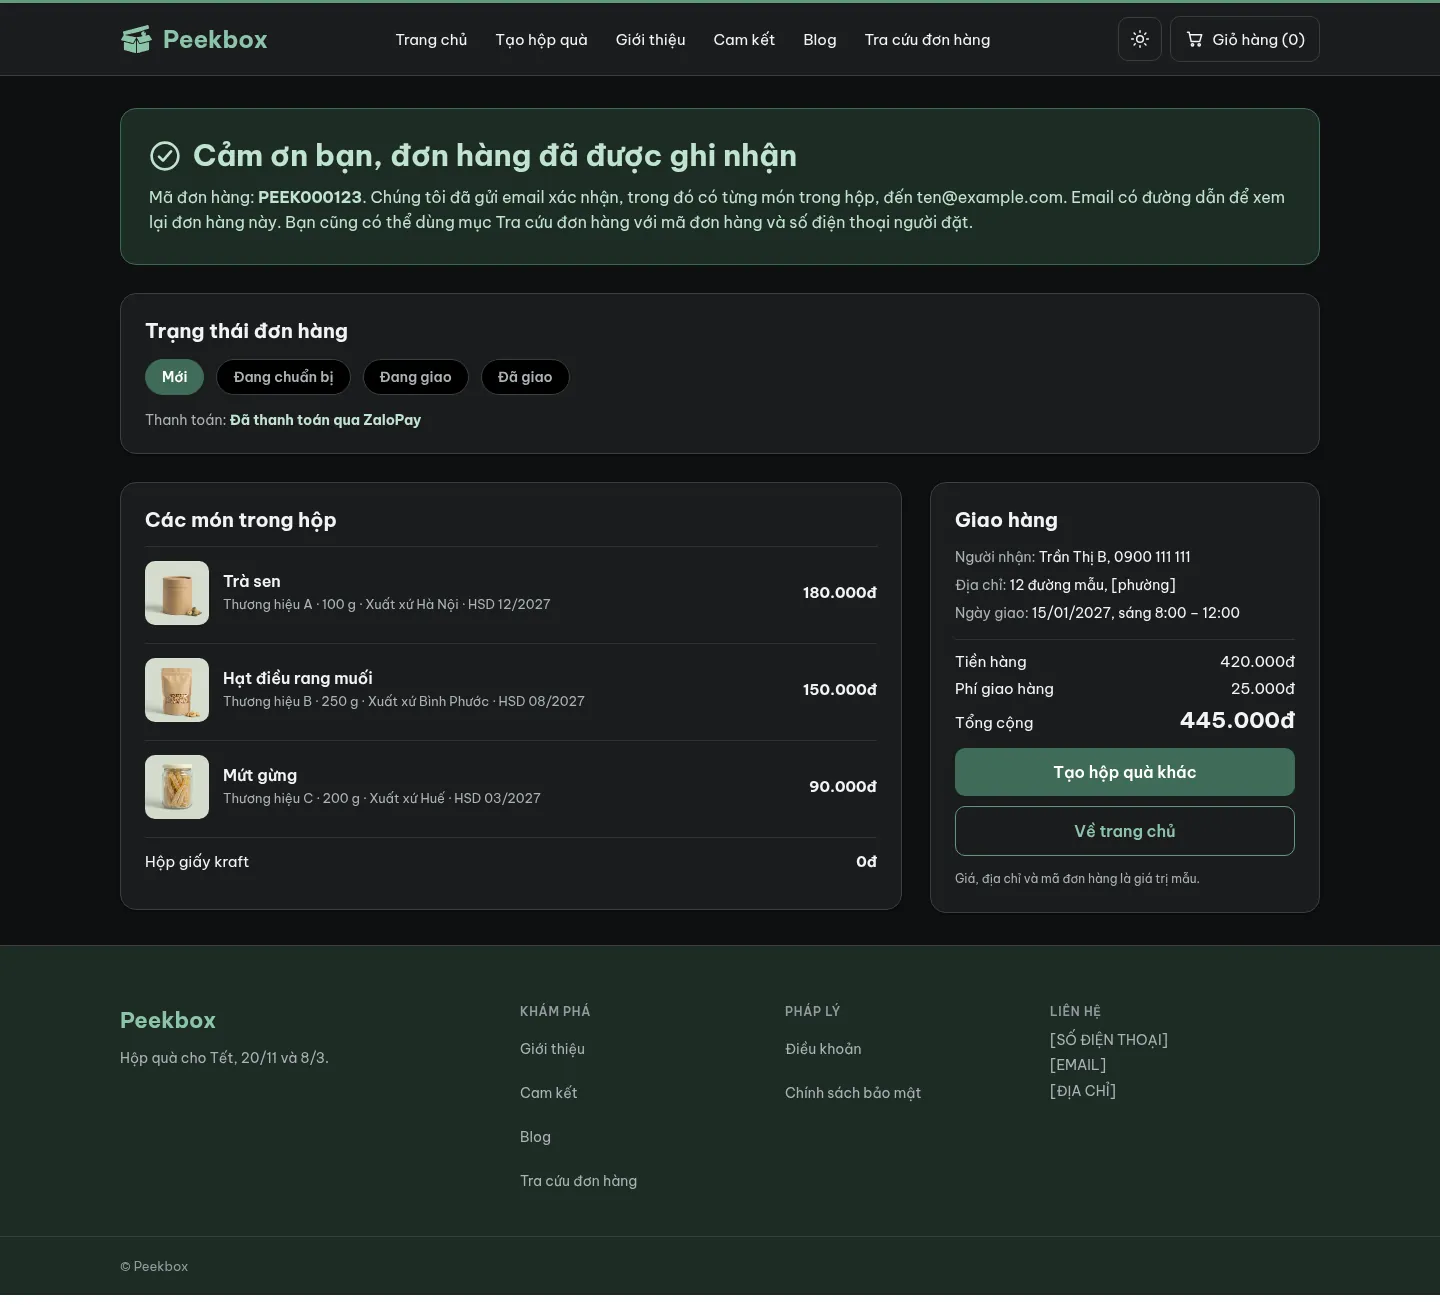 Peekbox
Trang chủ
Tạo hộp quà
Giới thiệu
Cam kết
Blog
Tra cứu đơn hàng
Giỏ hàng (0)
Cảm ơn bạn, đơn hàng đã được ghi nhận
Mã đơn hàng: PEEK000123. Chúng tôi đã gửi email xác nhận, trong đó có từng món trong hộp, đến ten@example.com. Email có đường dẫn để xem
lại đơn hàng này. Bạn cũng có thể dùng mục Tra cứu đơn hàng với mã đơn hàng và số điện thoại người đặt.
Trạng thái đơn hàng
Mới
Đang chuẩn bị
Đang giao
Đã giao
Thanh toán: Đã thanh toán qua ZaloPay
Các món trong hộp
Trà sen
Thương hiệu A · 100 g · Xuất xứ Hà Nội · HSD 12/2027
180.000đ
Hạt điều rang muối
Thương hiệu B · 250 g · Xuất xứ Bình Phước · HSD 08/2027
150.000đ
Mứt gừng
Thương hiệu C · 200 g · Xuất xứ Huế · HSD 03/2027
90.000đ
Hộp giấy kraft
0đ
Giao hàng
Người nhận: Trần Thị B, 0900 111 111
Địa chỉ: 12 đường mẫu, [phường]
Ngày giao: 15/01/2027, sáng 8:00 – 12:00
Tiền hàng
420.000đ
Phí giao hàng
25.000đ
Tổng cộng
445.000đ
Tạo hộp quà khác
Về trang chủ
Giá, địa chỉ và mã đơn hàng là giá trị mẫu.
Peekbox
Hộp quà cho Tết, 20/11 và 8/3.
KHÁM PHÁ
Giới thiệu
Cam kết
Blog
Tra cứu đơn hàng
PHÁP LÝ
Điều khoản
Chính sách bảo mật
LIÊN HỆ
[SỐ ĐIỆN THOẠI]
[EMAIL]
[ĐỊA CHỈ]
© Peekbox